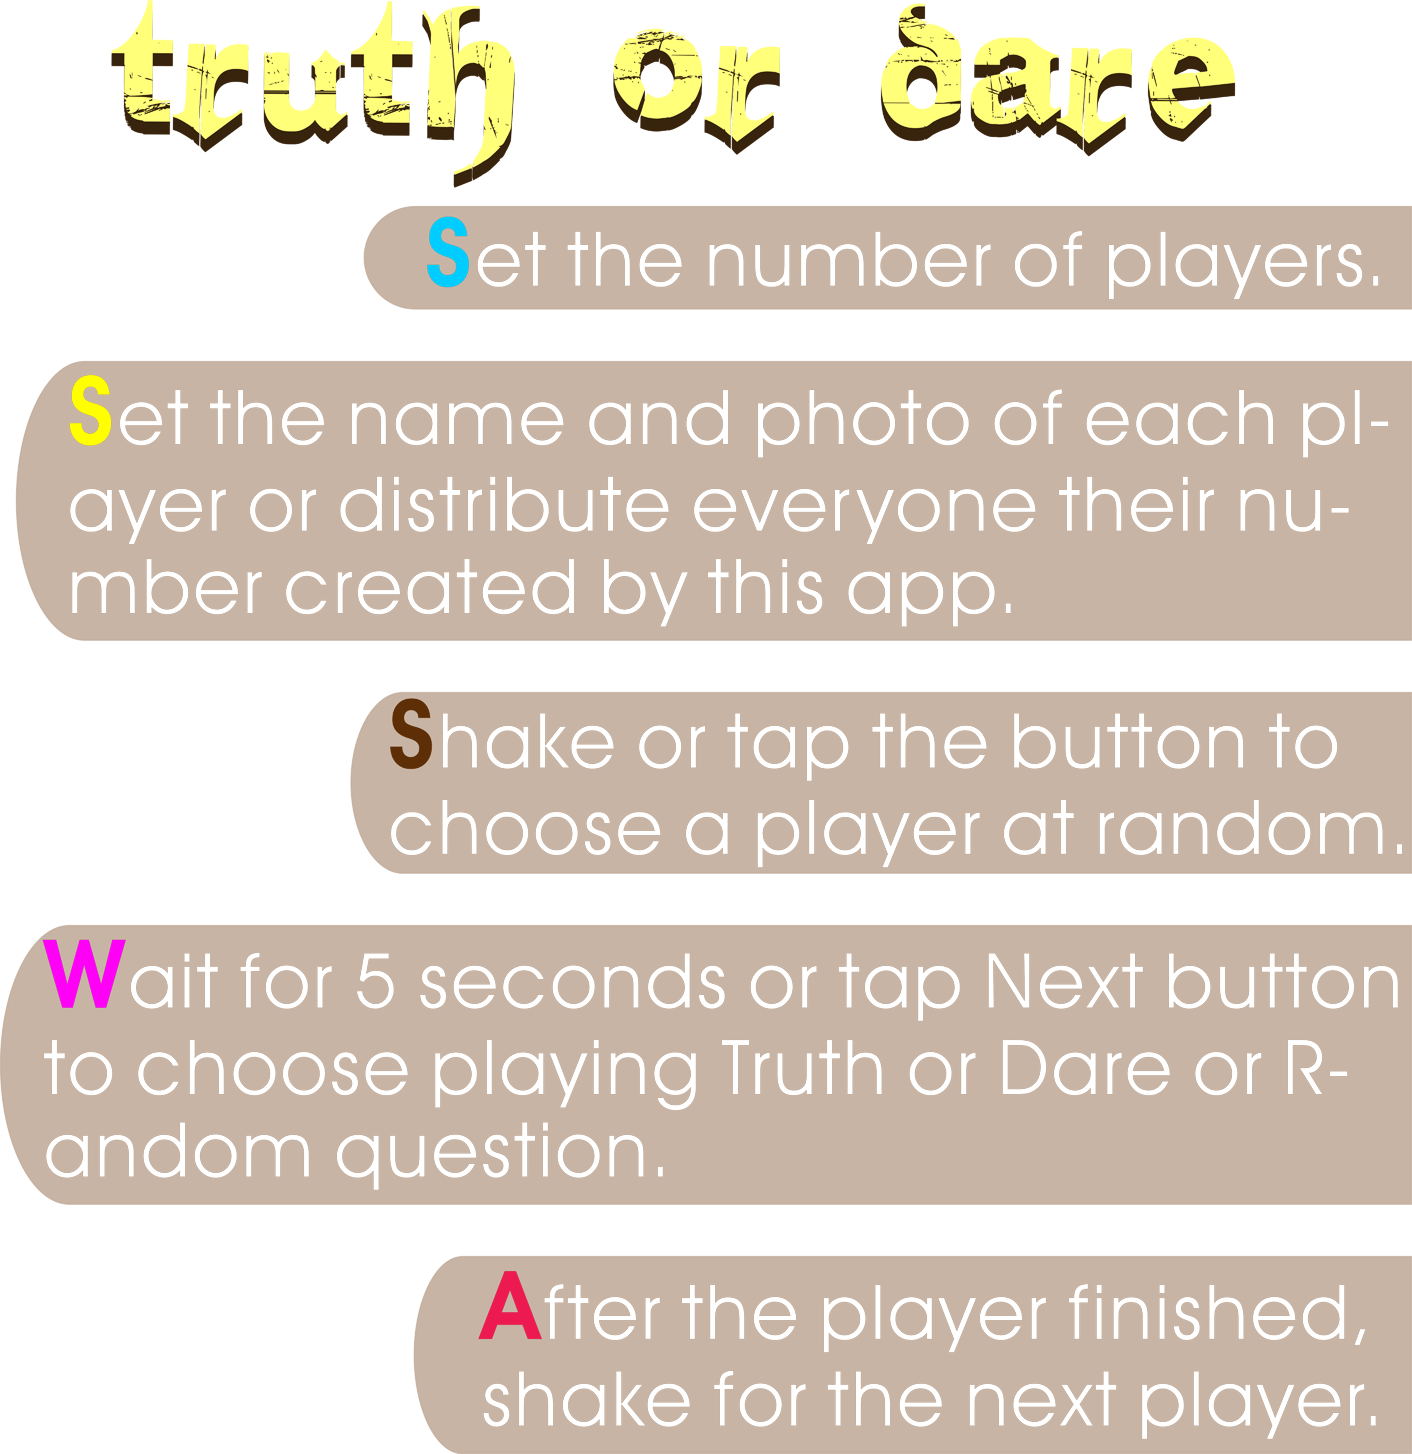 truth or dare
Set the number of players.
Set the name and photo of each pl-
ayer or distribute everyone their nu-
mber created by this app.
Shake or tap the button to
choose a player at random.
Wait for 5 seconds or tap Next button
to choose playing Truth or Dare or R-
andom question.
After the player finished,
shake for the next player.